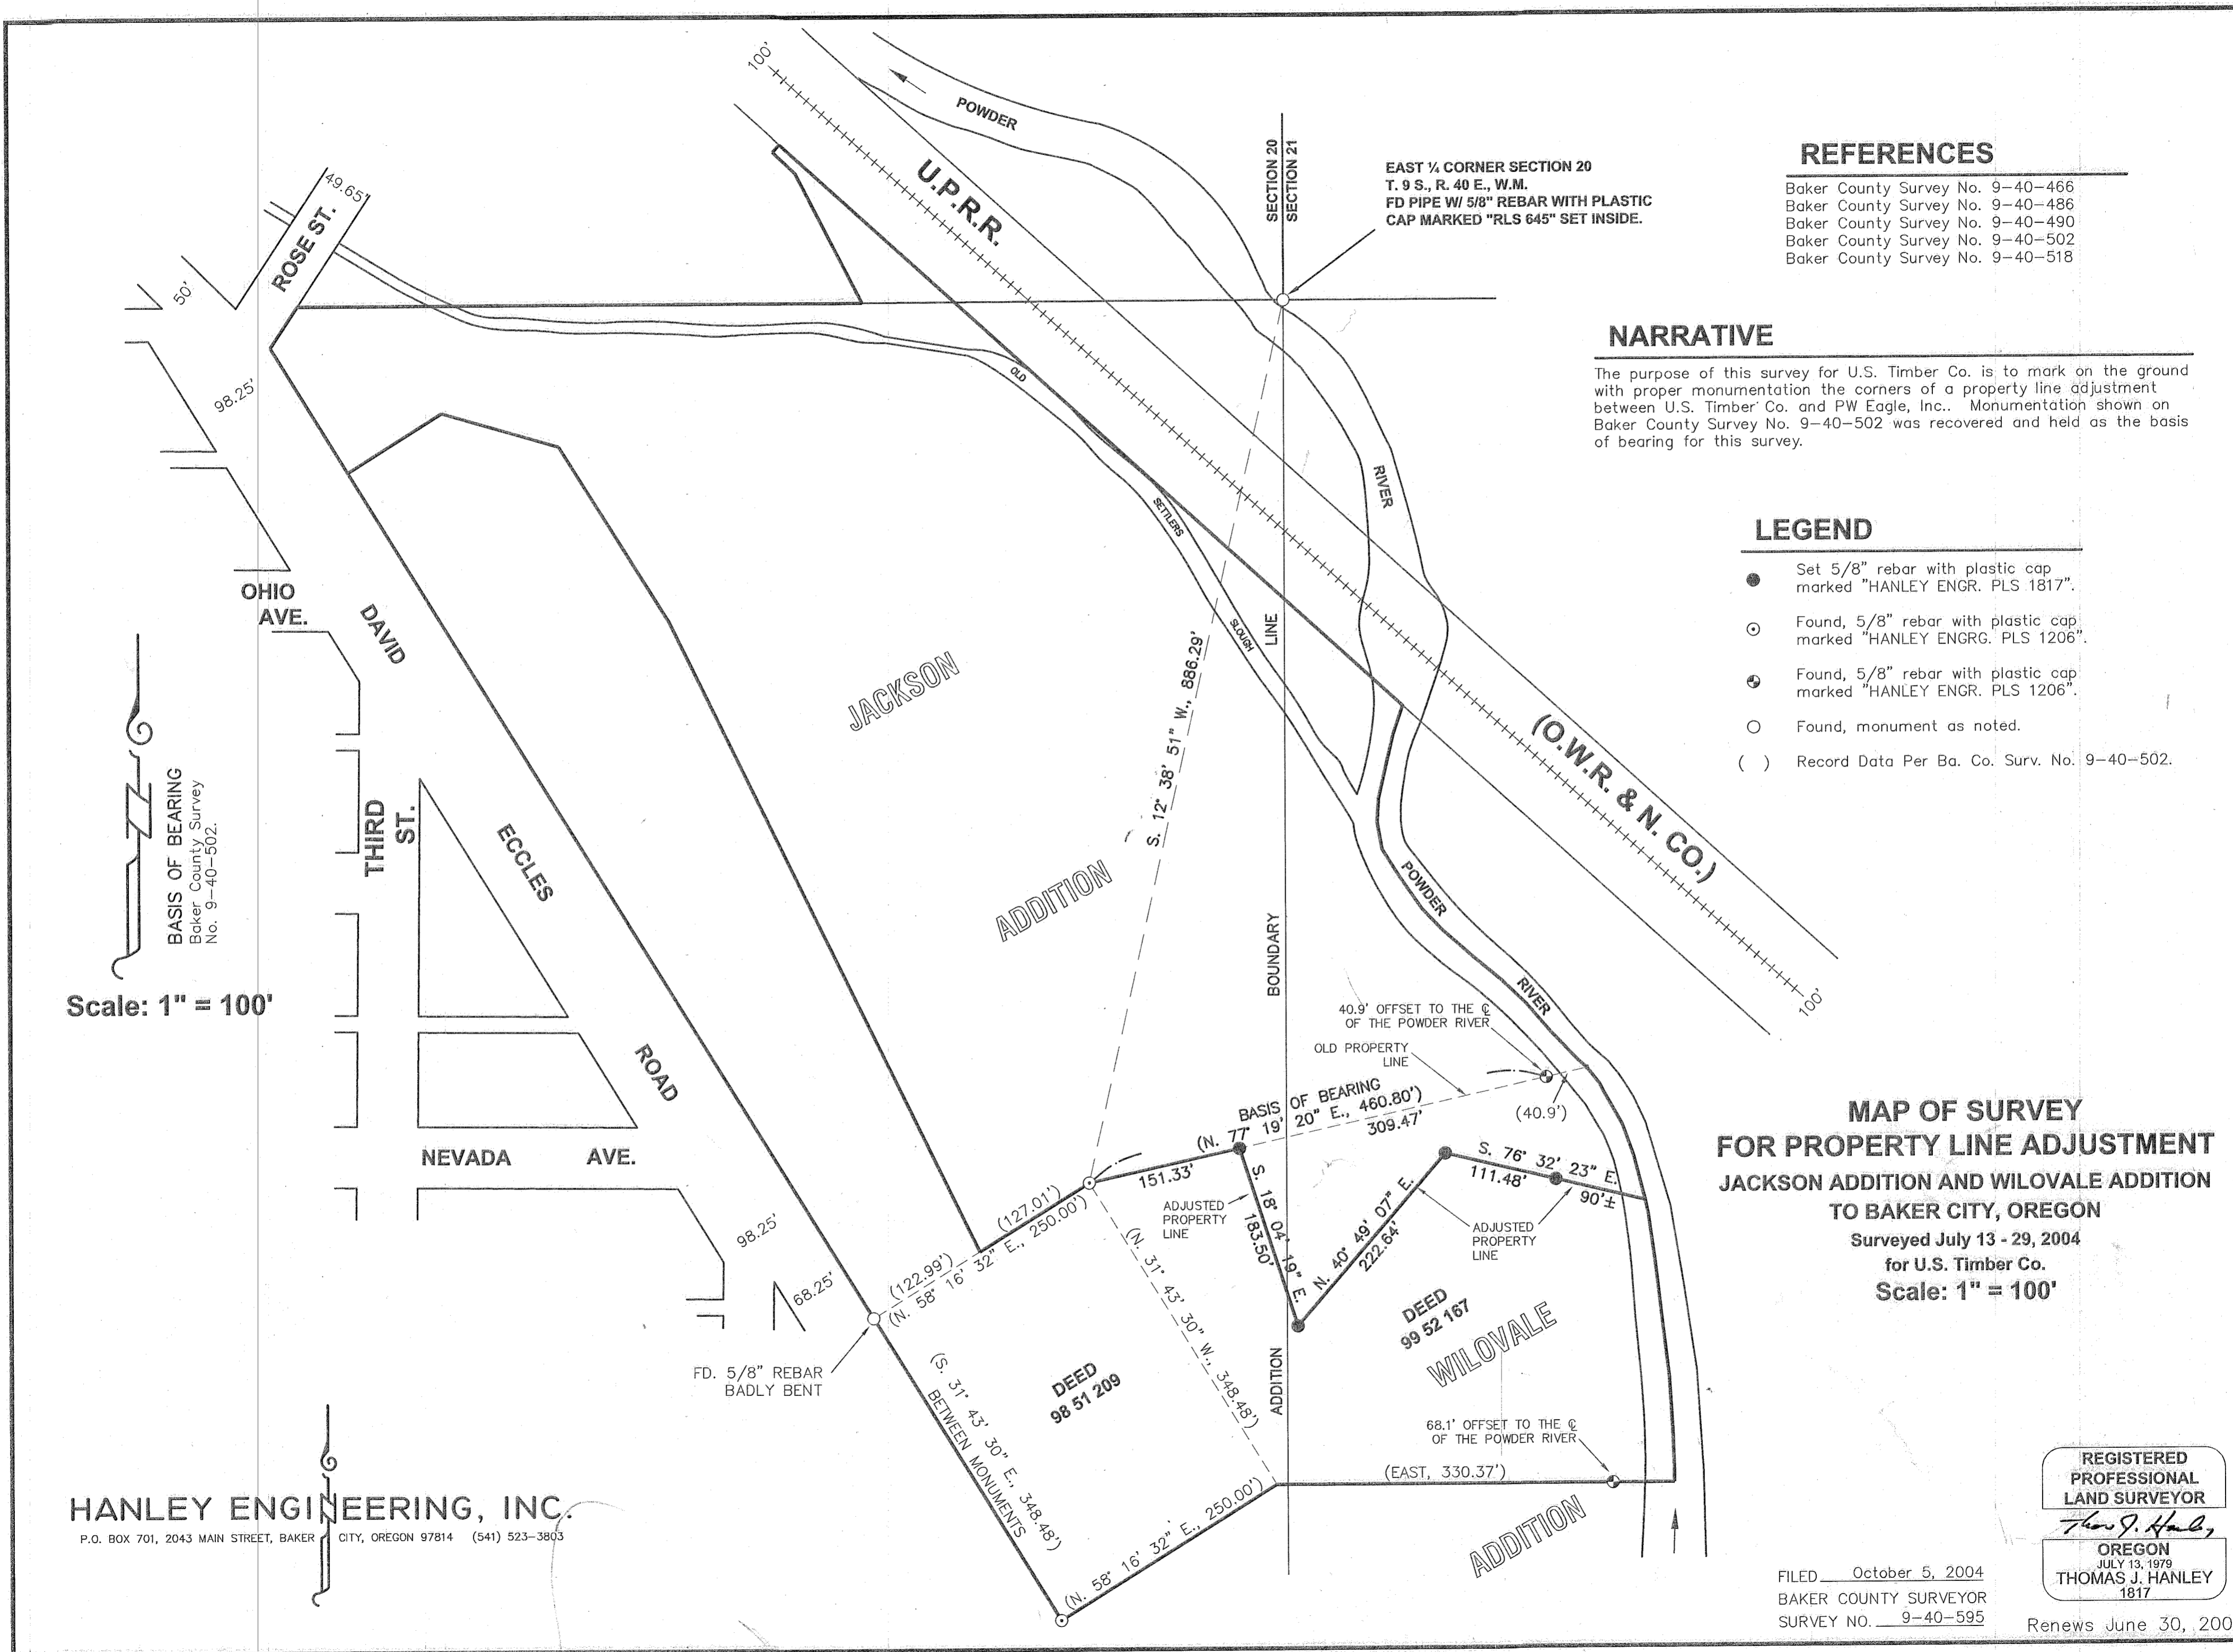 100'
POWDER
U.P.R.R.
SECTION 20
SECTION 21
EAST ¼ CORNER SECTION 20
T. 9 S., R. 40 E., W.M.
FD PIPE W/ 5/8" REBAR WITH PLASTIC
CAP MARKED "RLS 645" SET INSIDE.
REFERENCES
Baker County Survey No. 9-40-466
Baker County Survey No. 9-40-486
Baker County Survey No. 9-40-490
Baker County Survey No. 9-40-502
Baker County Survey No. 9-40-518
NARRATIVE
The purpose of this survey for U.S. Timber Co. is to mark on the ground
with proper monumentation the corners of a property line adjustment
between U.S. Timber Co. and PW Eagle, Inc.. Monumentation shown on
Baker County Survey No. 9-40-502 was recovered and held as the basis
of bearing for this survey.
LEGEND
Set 5/8" rebar with plastic cap
marked "HANLEY ENGR. PLS 1817".
Found, 5/8" rebar with plastic cap
marked "HANLEY ENGRG. PLS 1206".
Found, 5/8" rebar with plastic cap
marked "HANLEY ENGR. PLS 1206".
Found, monument as noted.
( ) Record Data Per Ba. Co. Surv. No. 9-40-502.
49.65'
ROSE ST.
50'
98.25'
OLD
SETTLERS
SLOUGH
RIVER
OHIO
AVE.
DAVID
ECCLES
ROAD
THIRD
ST.
NEVADA AVE.
BASIS OF BEARING
Baker County Survey
No. 9-40-502.
Scale: 1" = 100'
JACKSON
ADDITION
S. 12° 38' 51" W., 886.29'
LINE
BOUNDARY
ADDITION
(O.W.R. & N. CO.)
100'
POWDER
RIVER
40.9' OFFSET TO THE ℄
OF THE POWDER RIVER
OLD PROPERTY
LINE
BASIS OF BEARING
(N. 77° 19' 20" E., 460.80')
309.47'
(40.9')
151.33'
S. 76° 32' 23" E.
111.48'
90'±
ADJUSTED
PROPERTY
LINE
S. 18° 04' 19" E.
183.50'
N. 40° 49' 07" E.
222.64'
ADJUSTED
PROPERTY
LINE
(127.01')
(122.99')
(N. 58° 16' 32" E., 250.00')
(N. 31° 43' 30" W., 348.48')
98.25'
68.25'
FD. 5/8" REBAR
BADLY BENT
(S. 31° 43' 30" E., 348.48')
BETWEEN MONUMENTS
DEED
98 51 209
DEED
99 52 167
WILOVALE
ADDITION
68.1' OFFSET TO THE ℄
OF THE POWDER RIVER
(EAST, 330.37')
(N. 58° 16' 32" E., 250.00')
MAP OF SURVEY
FOR PROPERTY LINE ADJUSTMENT
JACKSON ADDITION AND WILOVALE ADDITION
TO BAKER CITY, OREGON
Surveyed July 13 - 29, 2004
for U.S. Timber Co.
Scale: 1" = 100'
HANLEY ENGINEERING, INC.
P.O. BOX 701, 2043 MAIN STREET, BAKER CITY, OREGON 97814 (541) 523-3803
FILED October 5, 2004
BAKER COUNTY SURVEYOR
SURVEY NO. 9-40-595
REGISTERED
PROFESSIONAL
LAND SURVEYOR
Thos J. Hanley
OREGON
JULY 13, 1979
THOMAS J. HANLEY
1817
Renews June 30, 200